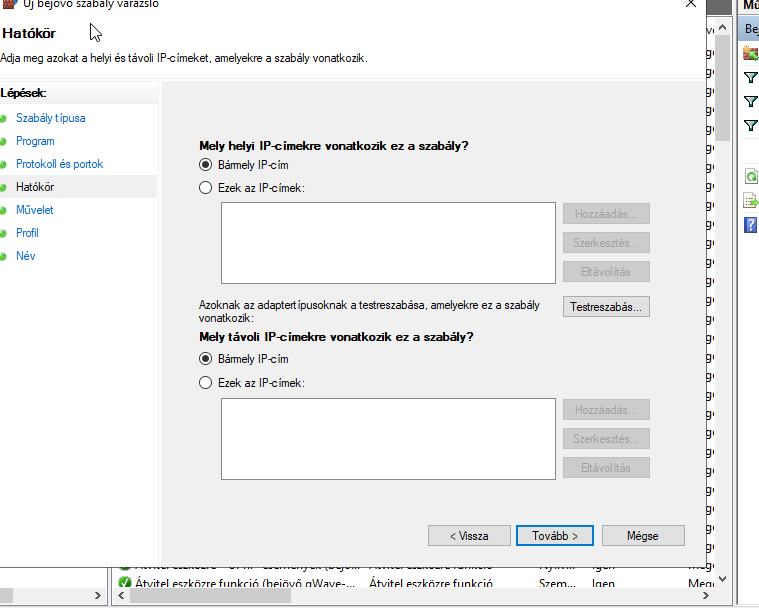 Új bejövő szabály varázsló
Hatókör
Adja meg azokat a helyi és távoli IP-címeket, amelyekre a szabály vonatkozik.
Lépések:
Szabály típusa
Program
Protokoll és portok
Hatókör
Művelet
Profil
Név
Mely helyi IP-címekre vonatkozik ez a szabály?
Bármely IP-cím
Ezek az IP-címek:
Hozzáadás...
Szerkesztés...
Eltávolítás
Azoknak az adaptertípusoknak a testreszabása, amelyekre ez a szabály
vonatkozik:
Testreszabás...
Mely távoli IP-címekre vonatkozik ez a szabály?
Bármely IP-cím
Ezek az IP-címek:
Hozzáadás...
Szerkesztés...
Eltávolítás
< Vissza
Tovább >
Mégse
Átvitel eszközre funkció (bejövő qWave-... Átvitel eszközre funkció Szem... Igen